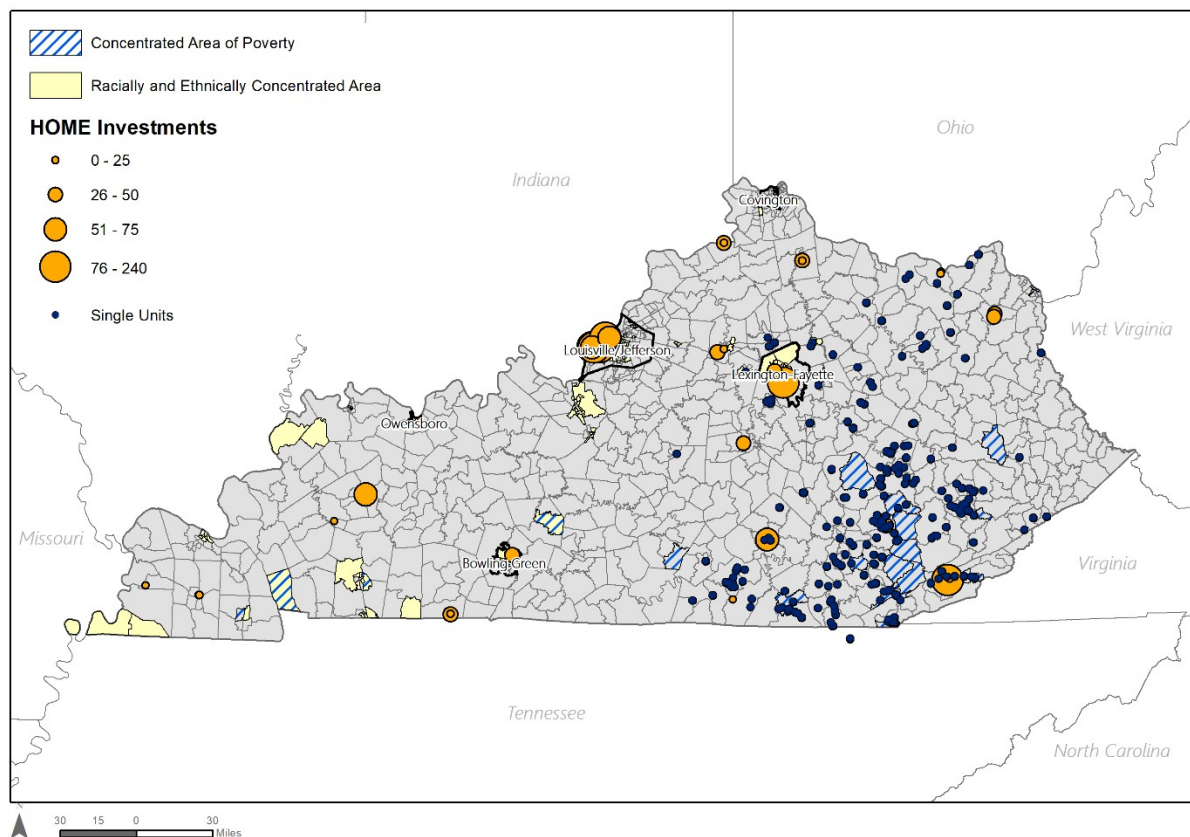 Concentrated Area of Poverty
Racially and Ethnically Concentrated Area
HOME Investments
0 - 25
26 - 50
51 - 75
76 - 240
Single Units
Ohio
Indiana
Covington
West Virginia
Louisville/Jefferson
Lexington-Fayette
Owensboro
Missouri
Bowling Green
Virginia
Tennessee
North Carolina
30 15 0 30
Miles